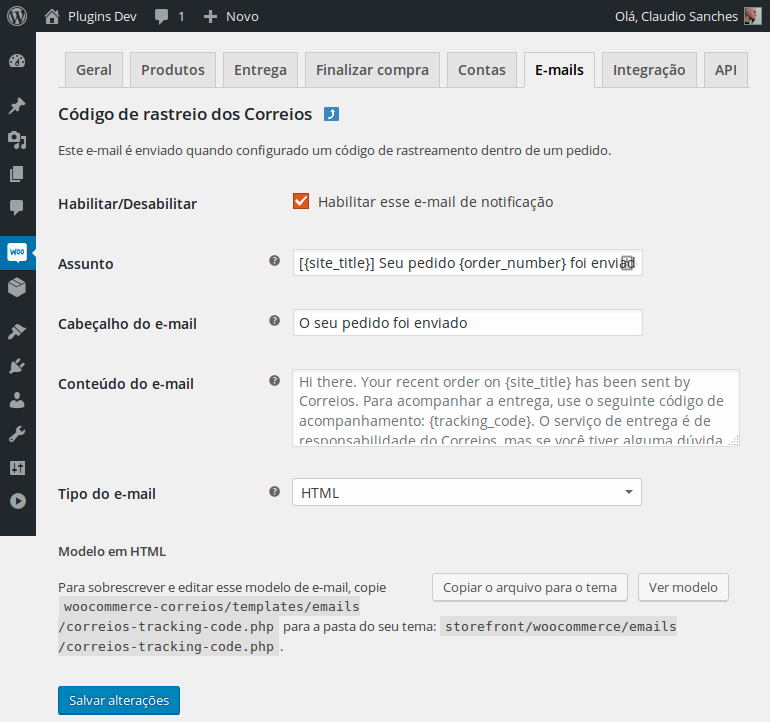 Plugins Dev 1 Novo Olá, Claudio Sanches
Geral Produtos Entrega Finalizar compra Contas E-mails Integração API
Código de rastreio dos Correios
Este e-mail é enviado quando configurado um código de rastreamento dentro de um pedido.
Habilitar/Desabilitar Habilitar esse e-mail de notificação
WOO
Assunto ? [{site_title}] Seu pedido {order_number} foi enviad
Cabeçalho do e-mail ? O seu pedido foi enviado
Conteúdo do e-mail ? Hi there. Your recent order on {site_title} has been sent by
Correios. Para acompanhar a entrega, use o seguinte código de
acompanhamento: {tracking_code}. O serviço de entrega é de
responsabilidade do Correios, mas se você tiver alguma dúvida
Tipo do e-mail ? HTML
Modelo em HTML
Para sobrescrever e editar esse modelo de e-mail, copie Copiar o arquivo para o tema Ver modelo
woocommerce-correios/templates/emails
/correios-tracking-code.php para a pasta do seu tema: storefront/woocommerce/emails
/correios-tracking-code.php .
Salvar alterações